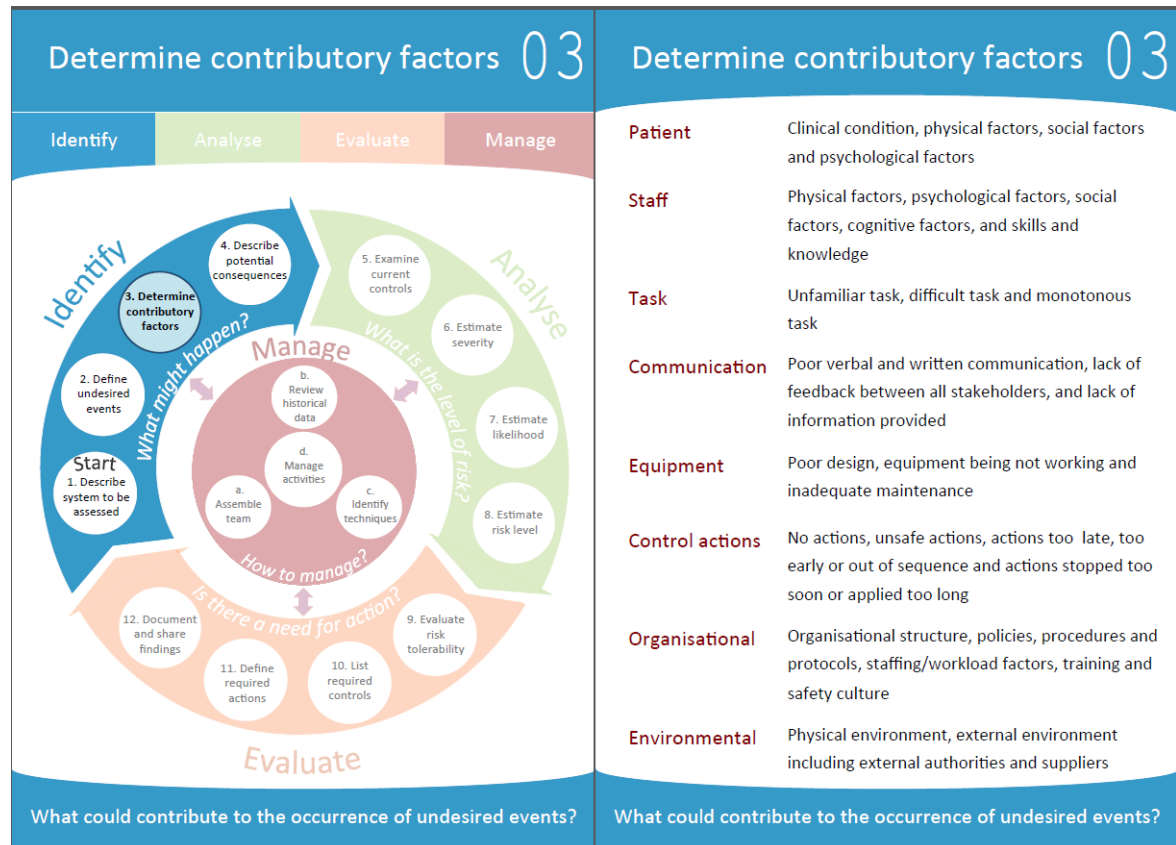 Determine contributory factors 03
Identify
Analyse
Evaluate
Manage
Identify
What might happen?
Start
1. Describe
system to be
assessed
2. Define
undesired
events
3. Determine
contributory
factors
4. Describe
potential
consequences
Analyse
What is the level of risk?
5. Examine
current
controls
6. Estimate
severity
7. Estimate
likelihood
8. Estimate
risk level
Evaluate
Is there a need for action?
9. Evaluate
risk
tolerability
10. List
required
controls
11. Define
required
actions
12. Document
and share
findings
Manage
How to manage?
a.
Assemble
team
b.
Review
historical
data
c.
Identify
techniques
d.
Manage
activities
What could contribute to the occurrence of undesired events?
Determine contributory factors 03
Patient
Clinical condition, physical factors, social factors
and psychological factors
Staff
Physical factors, psychological factors, social
factors, cognitive factors, and skills and
knowledge
Task
Unfamiliar task, difficult task and monotonous
task
Communication
Poor verbal and written communication, lack of
feedback between all stakeholders, and lack of
information provided
Equipment
Poor design, equipment being not working and
inadequate maintenance
Control actions
No actions, unsafe actions, actions too late, too
early or out of sequence and actions stopped too
soon or applied too long
Organisational
Organisational structure, policies, procedures and
protocols, staffing/workload factors, training and
safety culture
Environmental
Physical environment, external environment
including external authorities and suppliers
What could contribute to the occurrence of undesired events?